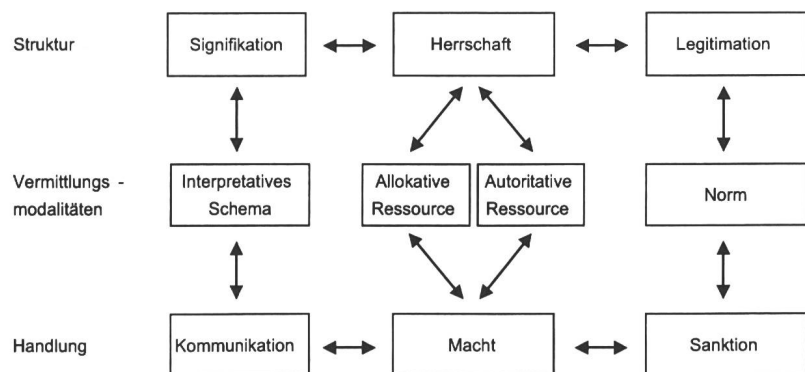 Struktur
Signifikation
Herrschaft
Legitimation
Vermittlungs -
modalitäten
Interpretatives
Schema
Allokative
Ressource
Autoritative
Ressource
Norm
Handlung
Kommunikation
Macht
Sanktion